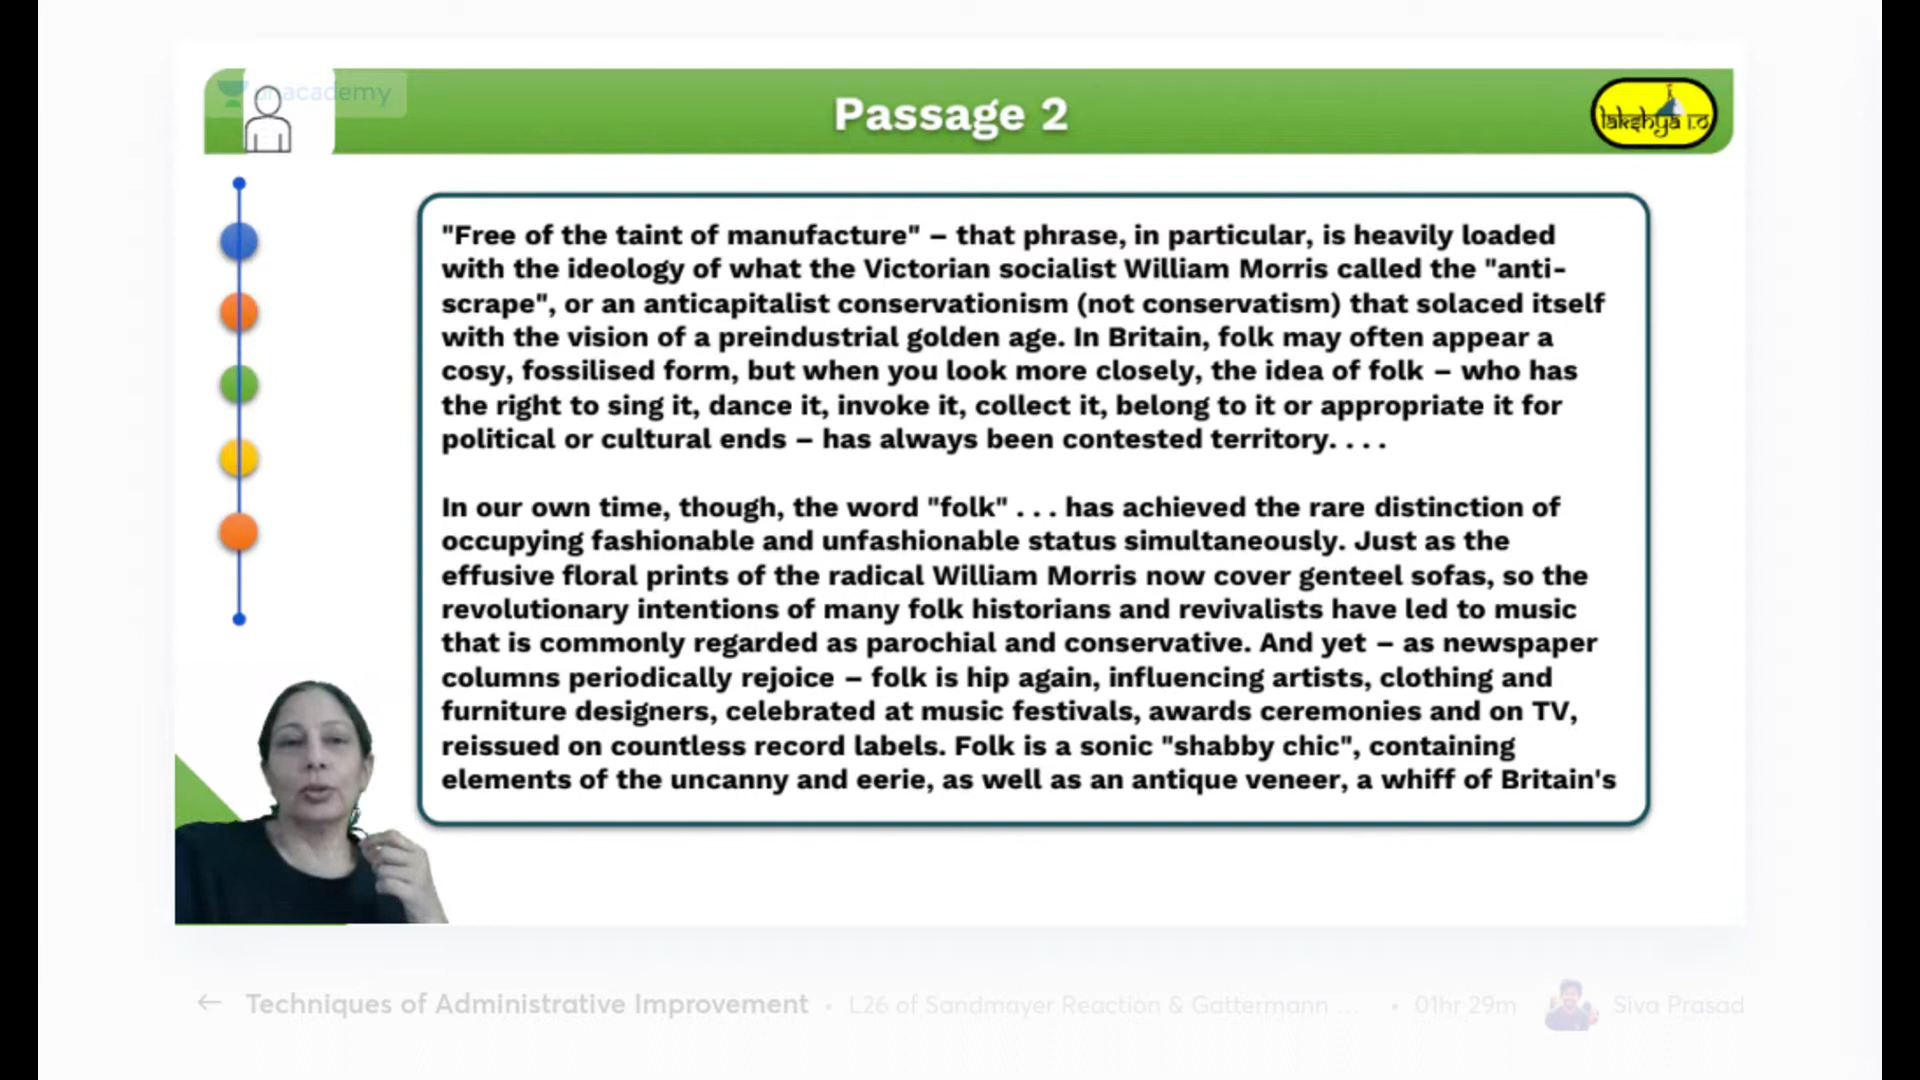 unacademy
Passage 2
lakshya I.O
"Free of the taint of manufacture" – that phrase, in particular, is heavily loaded
with the ideology of what the Victorian socialist William Morris called the "anti-
scrape", or an anticapitalist conservationism (not conservatism) that solaced itself
with the vision of a preindustrial golden age. In Britain, folk may often appear a
cosy, fossilised form, but when you look more closely, the idea of folk – who has
the right to sing it, dance it, invoke it, collect it, belong to it or appropriate it for
political or cultural ends – has always been contested territory. . . .
In our own time, though, the word "folk" . . . has achieved the rare distinction of
occupying fashionable and unfashionable status simultaneously. Just as the
effusive floral prints of the radical William Morris now cover genteel sofas, so the
revolutionary intentions of many folk historians and revivalists have led to music
that is commonly regarded as parochial and conservative. And yet – as newspaper
columns periodically rejoice – folk is hip again, influencing artists, clothing and
furniture designers, celebrated at music festivals, awards ceremonies and on TV,
reissued on countless record labels. Folk is a sonic "shabby chic", containing
elements of the uncanny and eerie, as well as an antique veneer, a whiff of Britain's
Techniques of Administrative Improvement • L26 of Sandmayer Reaction & Gattermann ... • 01hr 29m Siva Prasad